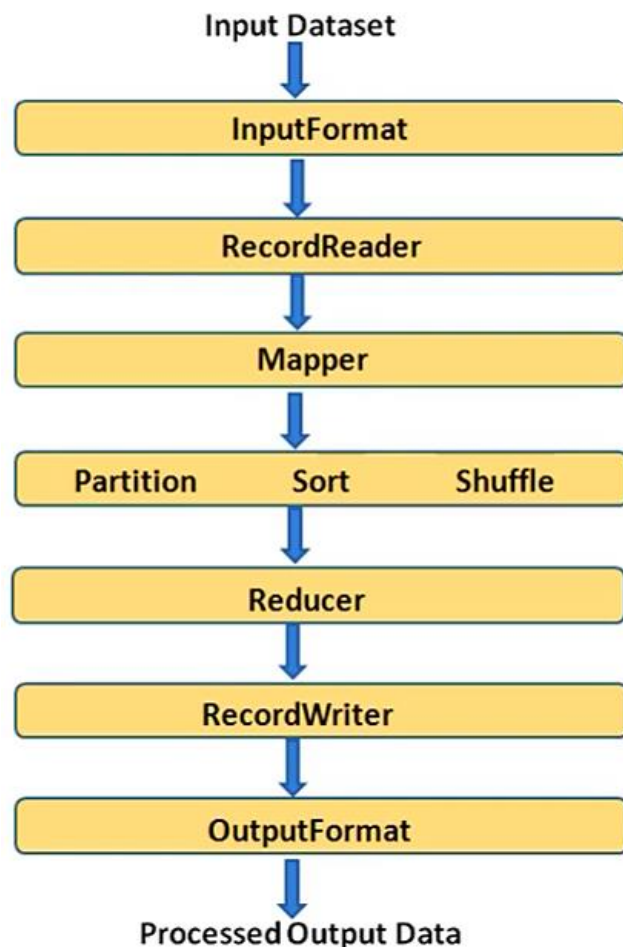 Input Dataset
InputFormat
RecordReader
Mapper
Partition Sort Shuffle
Reducer
RecordWriter
OutputFormat
Processed Output Data